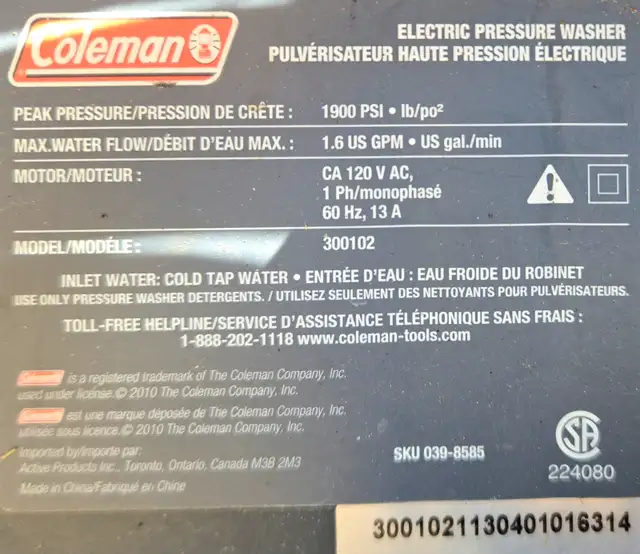 Coleman
ELECTRIC PRESSURE WASHER
PULVÉRISATEUR HAUTE PRESSION ÉLECTRIQUE
PEAK PRESSURE/PRESSION DE CRÊTE : 1900 PSI • lb/po²
MAX.WATER FLOW/DÉBIT D'EAU MAX. : 1.6 US GPM • US gal./min
MOTOR/MOTEUR : CA 120 V AC,
1 Ph/monophasé
60 Hz, 13 A
MODEL/MODÈLE: 300102
INLET WATER: COLD TAP WATER • ENTRÉE D'EAU : EAU FROIDE DU ROBINET
USE ONLY PRESSURE WASHER DETERGENTS. / UTILISEZ SEULEMENT DES NETTOYANTS POUR PULVÉRISATEURS.
TOLL-FREE HELPLINE/SERVICE D'ASSISTANCE TÉLÉPHONIQUE SANS FRAIS :
1-888-202-1118 www.coleman-tools.com
Coleman is a registered trademark of The Coleman Company, Inc.
used under license.© 2010 The Coleman Company, Inc.
Coleman est une marque déposée de The Coleman Company, Inc.
utilisée sous licence.© 2010 The Coleman Company, Inc.
Imported by/Importe par:
Active Products Inc., Toronto, Ontario, Canada M3B 2M3
Made in China/Fabriqué en Chine
SKU 039-8585
SA
224080
3001021130401016314